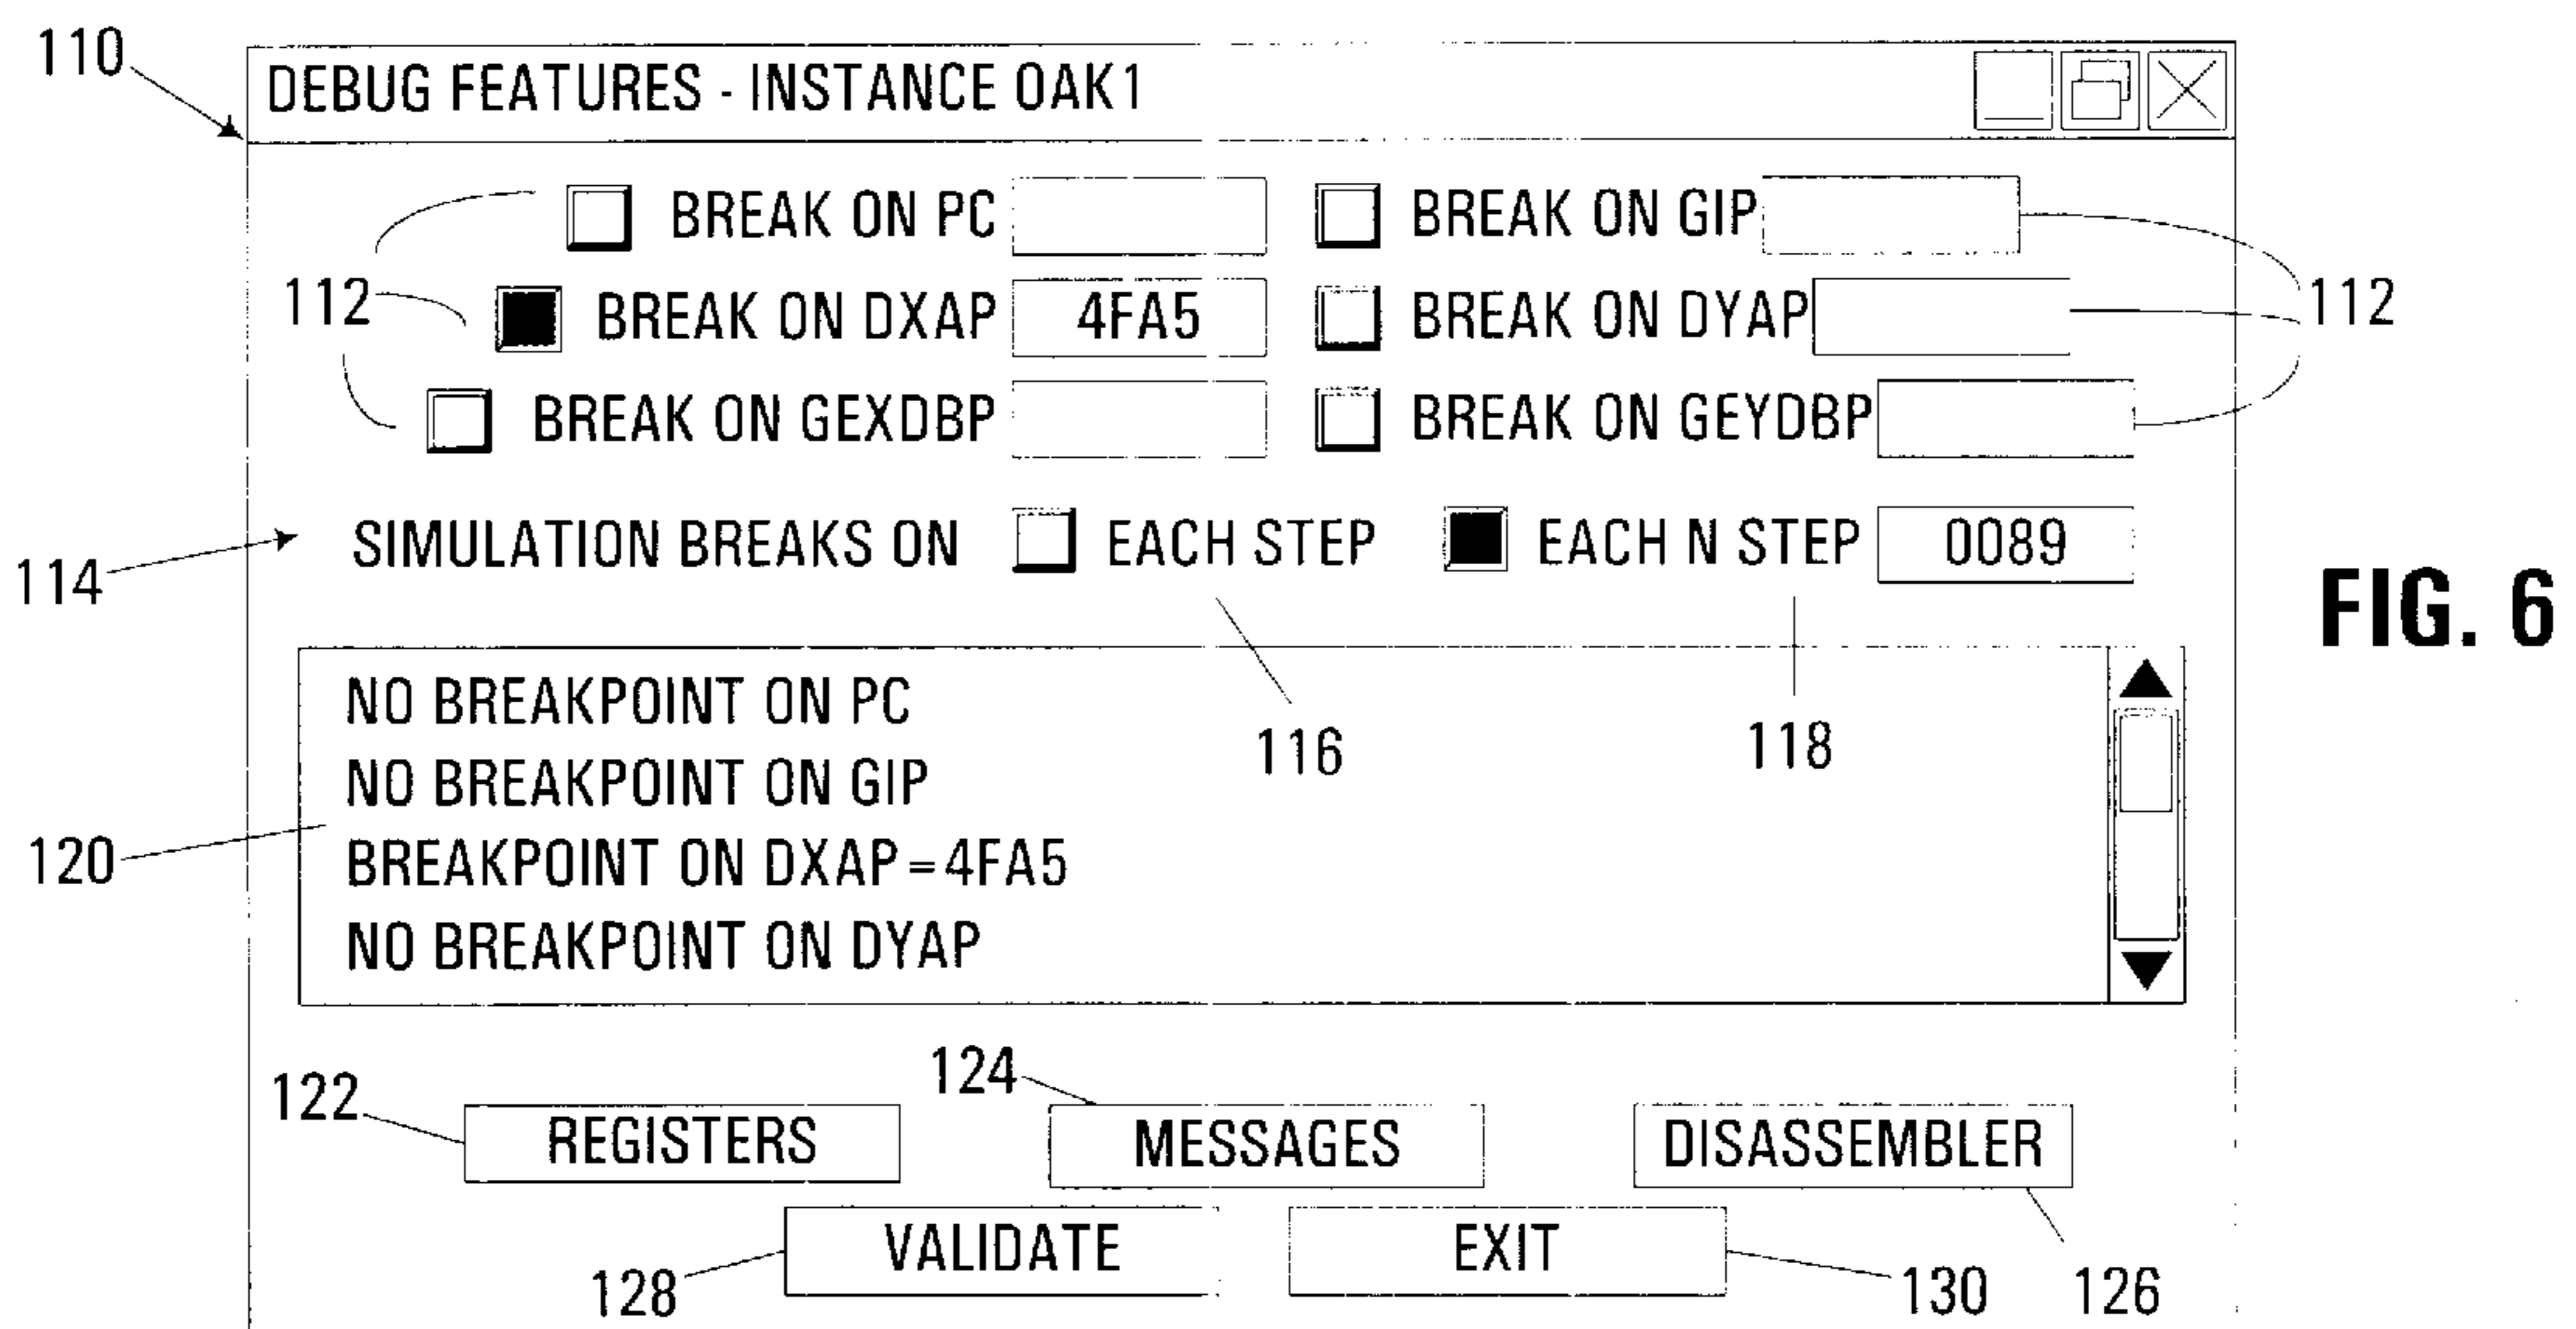 110
DEBUG FEATURES - INSTANCE OAK1
BREAK ON PC
BREAK ON GIP
112
BREAK ON DXAP 4FA5
BREAK ON DYAP
112
BREAK ON GEXDBP
BREAK ON GEYDBP
114
SIMULATION BREAKS ON EACH STEP EACH N STEP 0089
FIG. 6
NO BREAKPOINT ON PC
116
118
NO BREAKPOINT ON GIP
120
BREAKPOINT ON DXAP=4FA5
NO BREAKPOINT ON DYAP
122
124
REGISTERS
MESSAGES
DISASSEMBLER
VALIDATE
EXIT
128
130
126